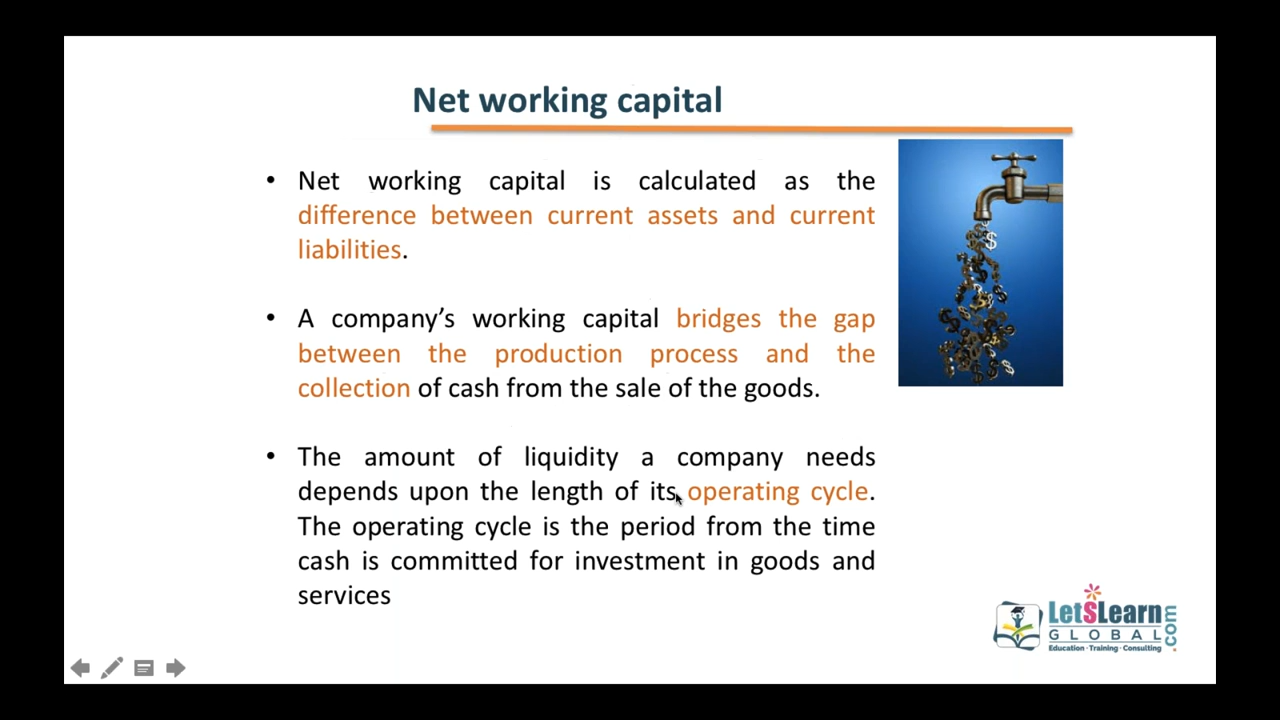 Net working capital
• Net working capital is calculated as the
difference between current assets and current
liabilities.
• A company’s working capital bridges the gap
between the production process and the
collection of cash from the sale of the goods.
• The amount of liquidity a company needs
depends upon the length of its operating cycle.
The operating cycle is the period from the time
cash is committed for investment in goods and
services
LetSLearn
GLOBAL
.com
Education · Training · Consulting